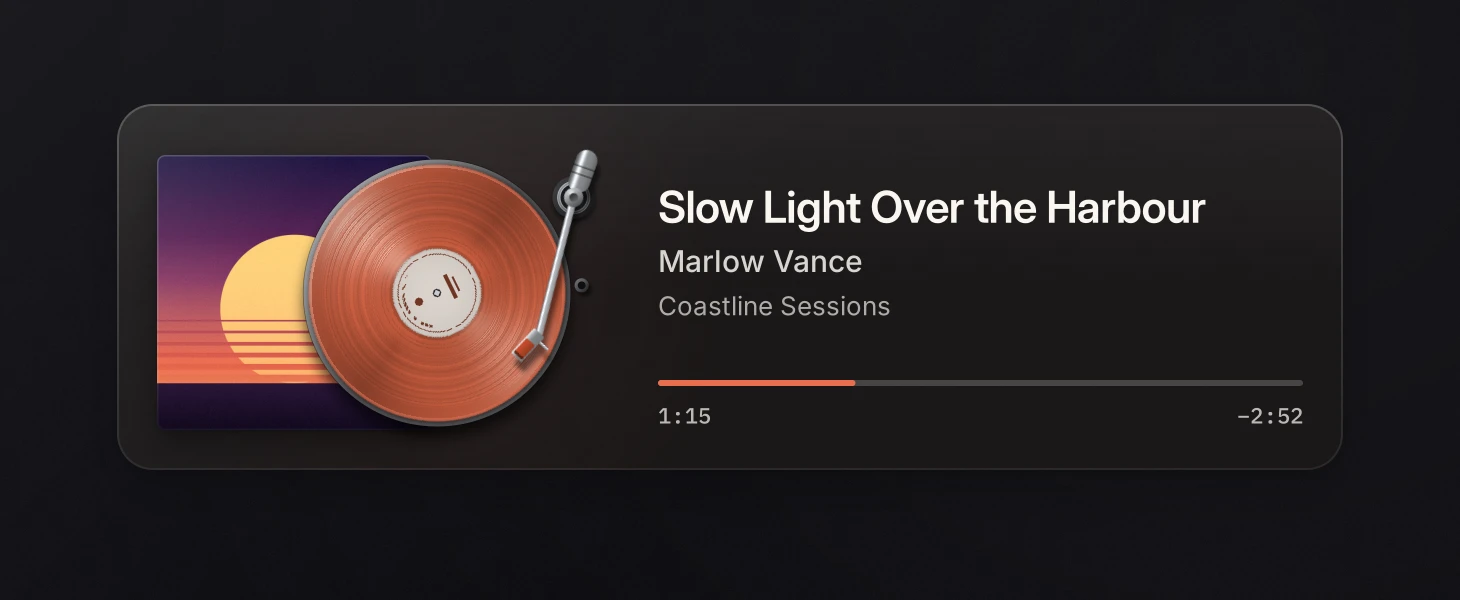 Slow Light Over the Harbour
Marlow Vance
Coastline Sessions
1:15
−2:52